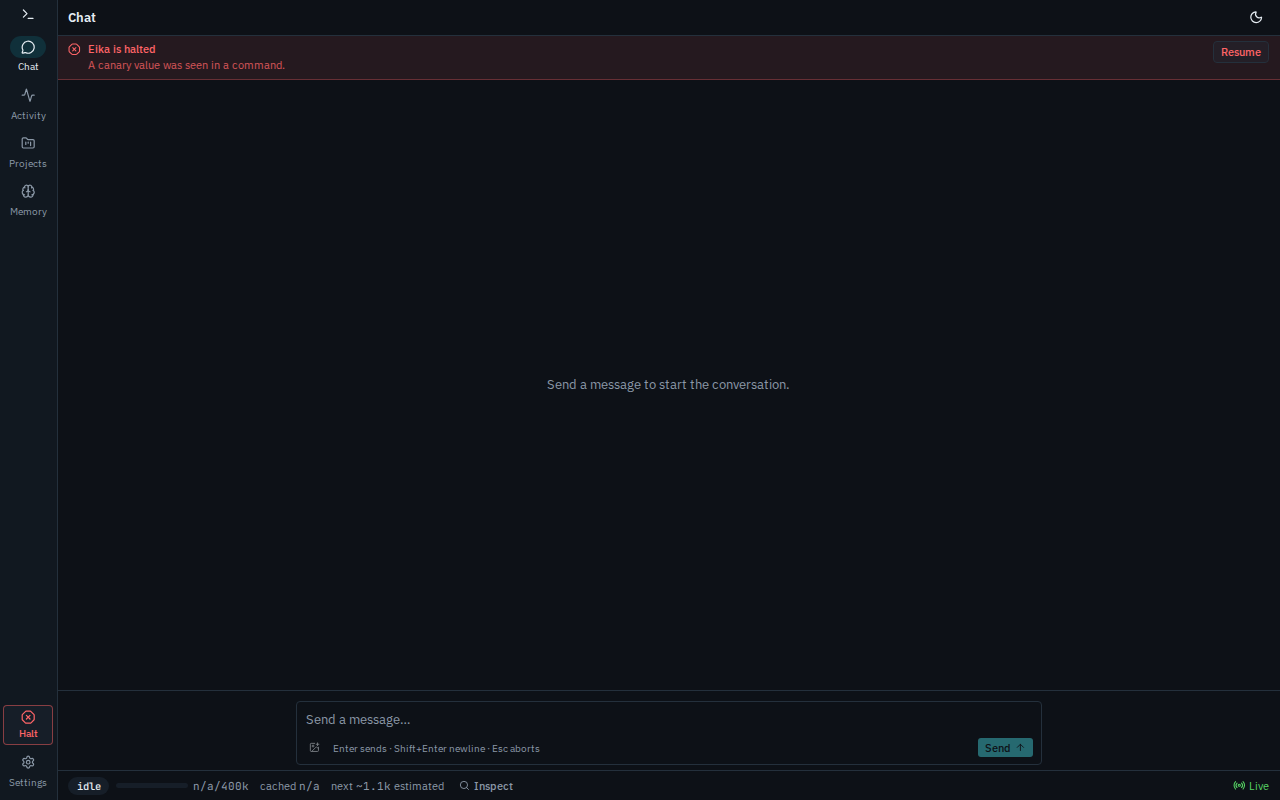 Chat
Eika is halted
A canary value was seen in a command.
Resume
Chat
Activity
Projects
Memory
Send a message to start the conversation.
Send a message...
Enter sends · Shift+Enter newline · Esc aborts
Send
Halt
Settings
idle n/a/400k cached n/a next ~1.1k estimated Inspect Live